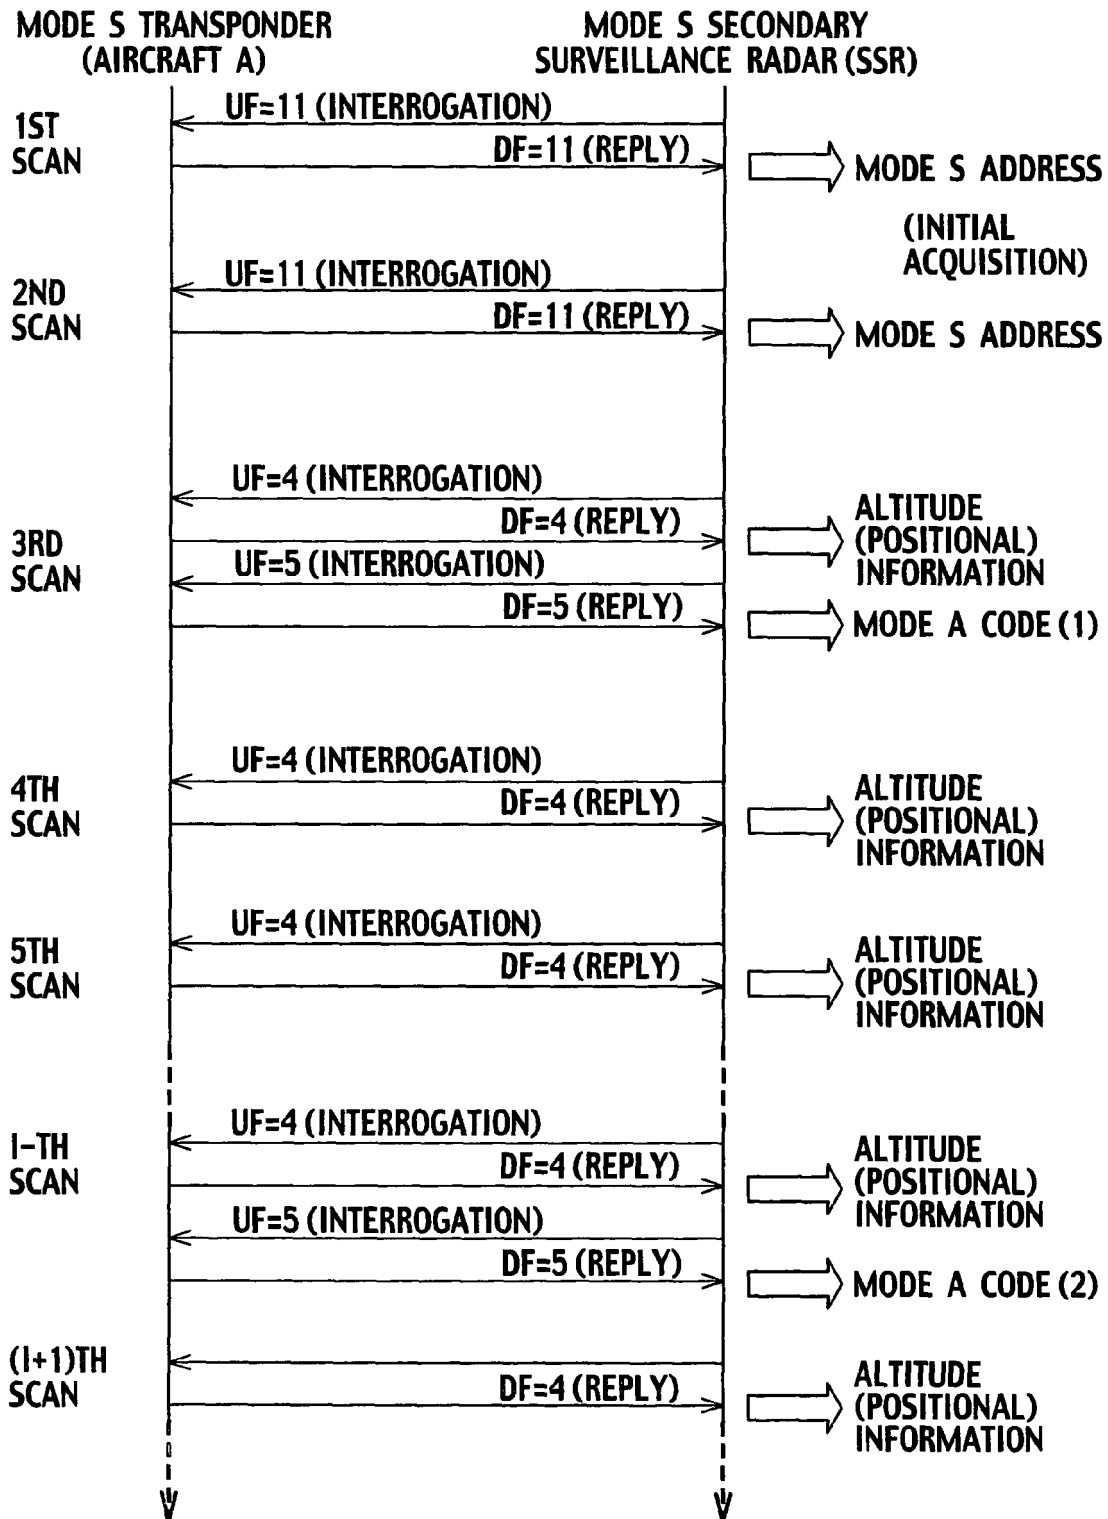 MODE S TRANSPONDER
(AIRCRAFT A)
MODE S SECONDARY
SURVEILLANCE RADAR (SSR)
1ST
SCAN
UF=11 (INTERROGATION)
DF=11 (REPLY)
MODE S ADDRESS
(INITIAL
ACQUISITION)
2ND
SCAN
UF=11 (INTERROGATION)
DF=11 (REPLY)
MODE S ADDRESS
3RD
SCAN
UF=4 (INTERROGATION)
DF=4 (REPLY)
ALTITUDE
(POSITIONAL)
INFORMATION
UF=5 (INTERROGATION)
DF=5 (REPLY)
MODE A CODE (1)
4TH
SCAN
UF=4 (INTERROGATION)
DF=4 (REPLY)
ALTITUDE
(POSITIONAL)
INFORMATION
5TH
SCAN
UF=4 (INTERROGATION)
DF=4 (REPLY)
ALTITUDE
(POSITIONAL)
INFORMATION
I-TH
SCAN
UF=4 (INTERROGATION)
DF=4 (REPLY)
ALTITUDE
(POSITIONAL)
INFORMATION
UF=5 (INTERROGATION)
DF=5 (REPLY)
MODE A CODE (2)
(I+1)TH
SCAN
DF=4 (REPLY)
ALTITUDE
(POSITIONAL)
INFORMATION